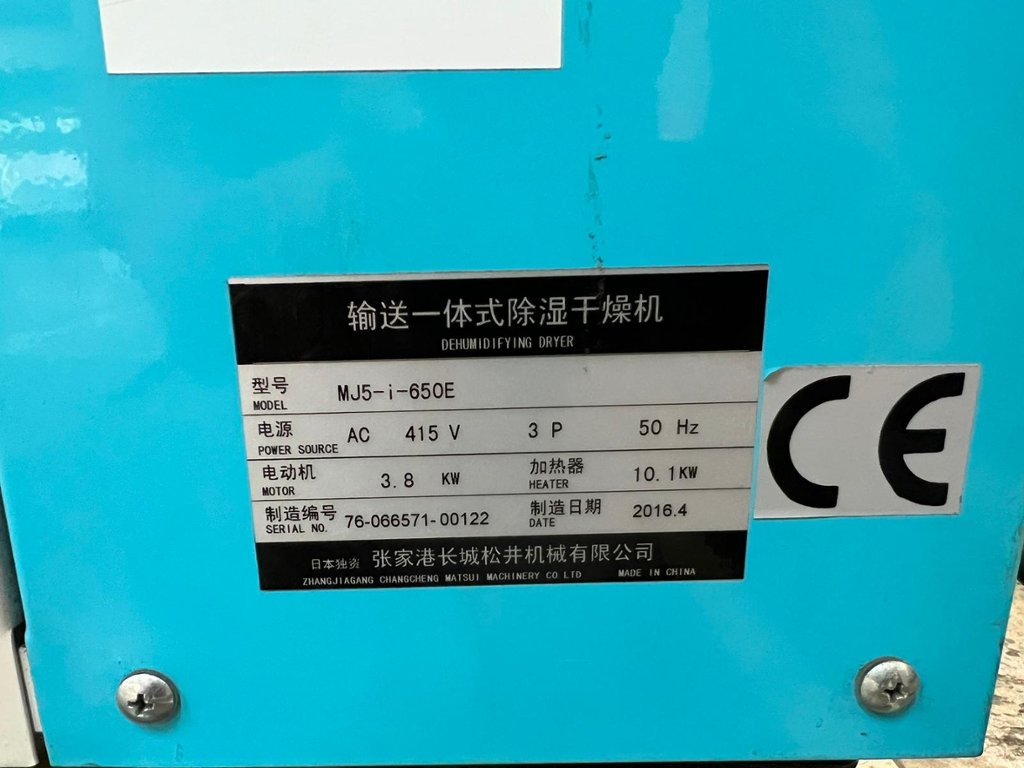 输送一体式除湿干燥机
DEHUMIDIFYING DRYER
型号 MJ5-i-650E
MODEL
电源 AC 415 V 3 P 50 Hz
POWER SOURCE
电动机 3.8 KW 加热器 10.1KW
MOTOR HEATER
制造编号 76-066571-00122 制造日期 2016.4
SERIAL NO. DATE
日本独资 张家港长城松井机械有限公司
ZHANGJIAGANG CHANGCHENG MATSUI MACHINERY CO LTD MADE IN CHINA
CE